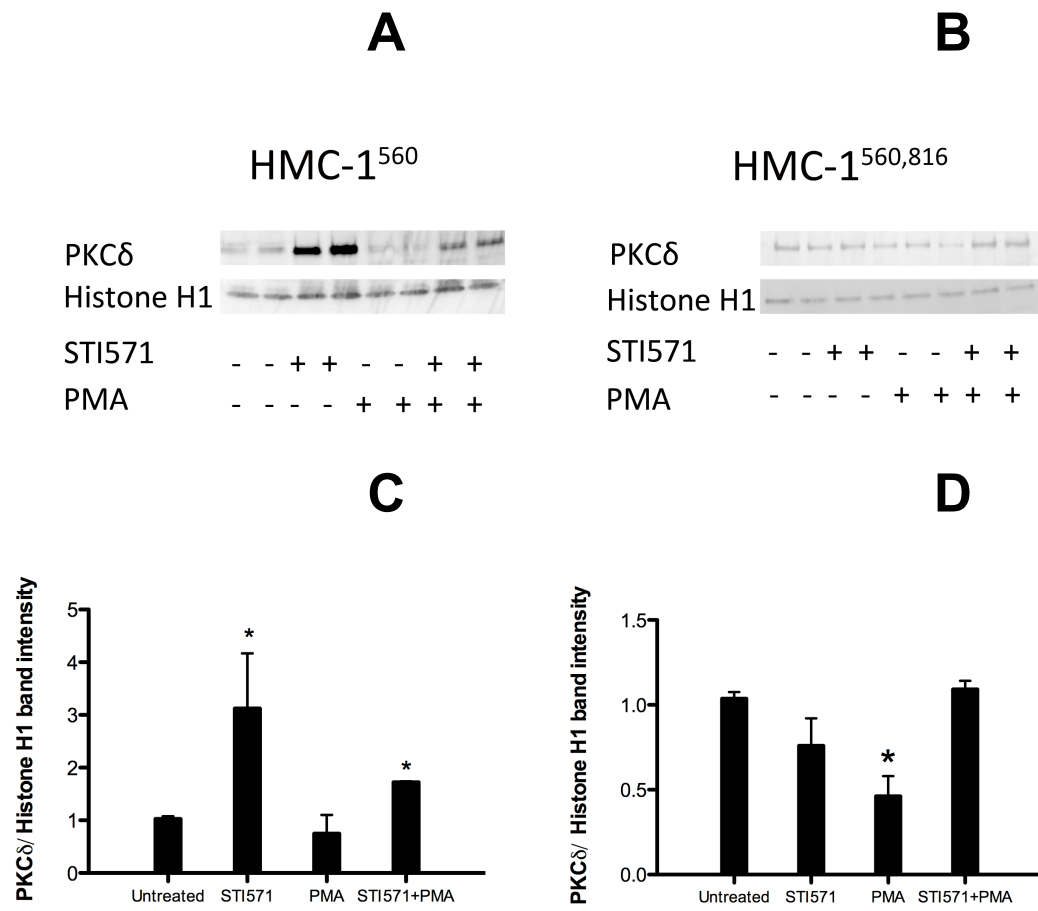 A
B
HMC-1⁵⁶⁰
HMC-1⁵⁶⁰,⁸¹⁶
PKCδ
Histone H1
STI571 - - + + - - + +
PMA - - - - + + + +
PKCδ
Histone H1
STI571 - - + + - - + +
PMA - - - - + + + +
C
D
PKCδ/ Histone H1 band intensity
5
4
3
2
1
0
Untreated STI571 PMA STI571+PMA
*
*
PKCδ/ Histone H1 band intensity
1.5
1.0
0.5
0.0
Untreated STI571 PMA STI571+PMA
*